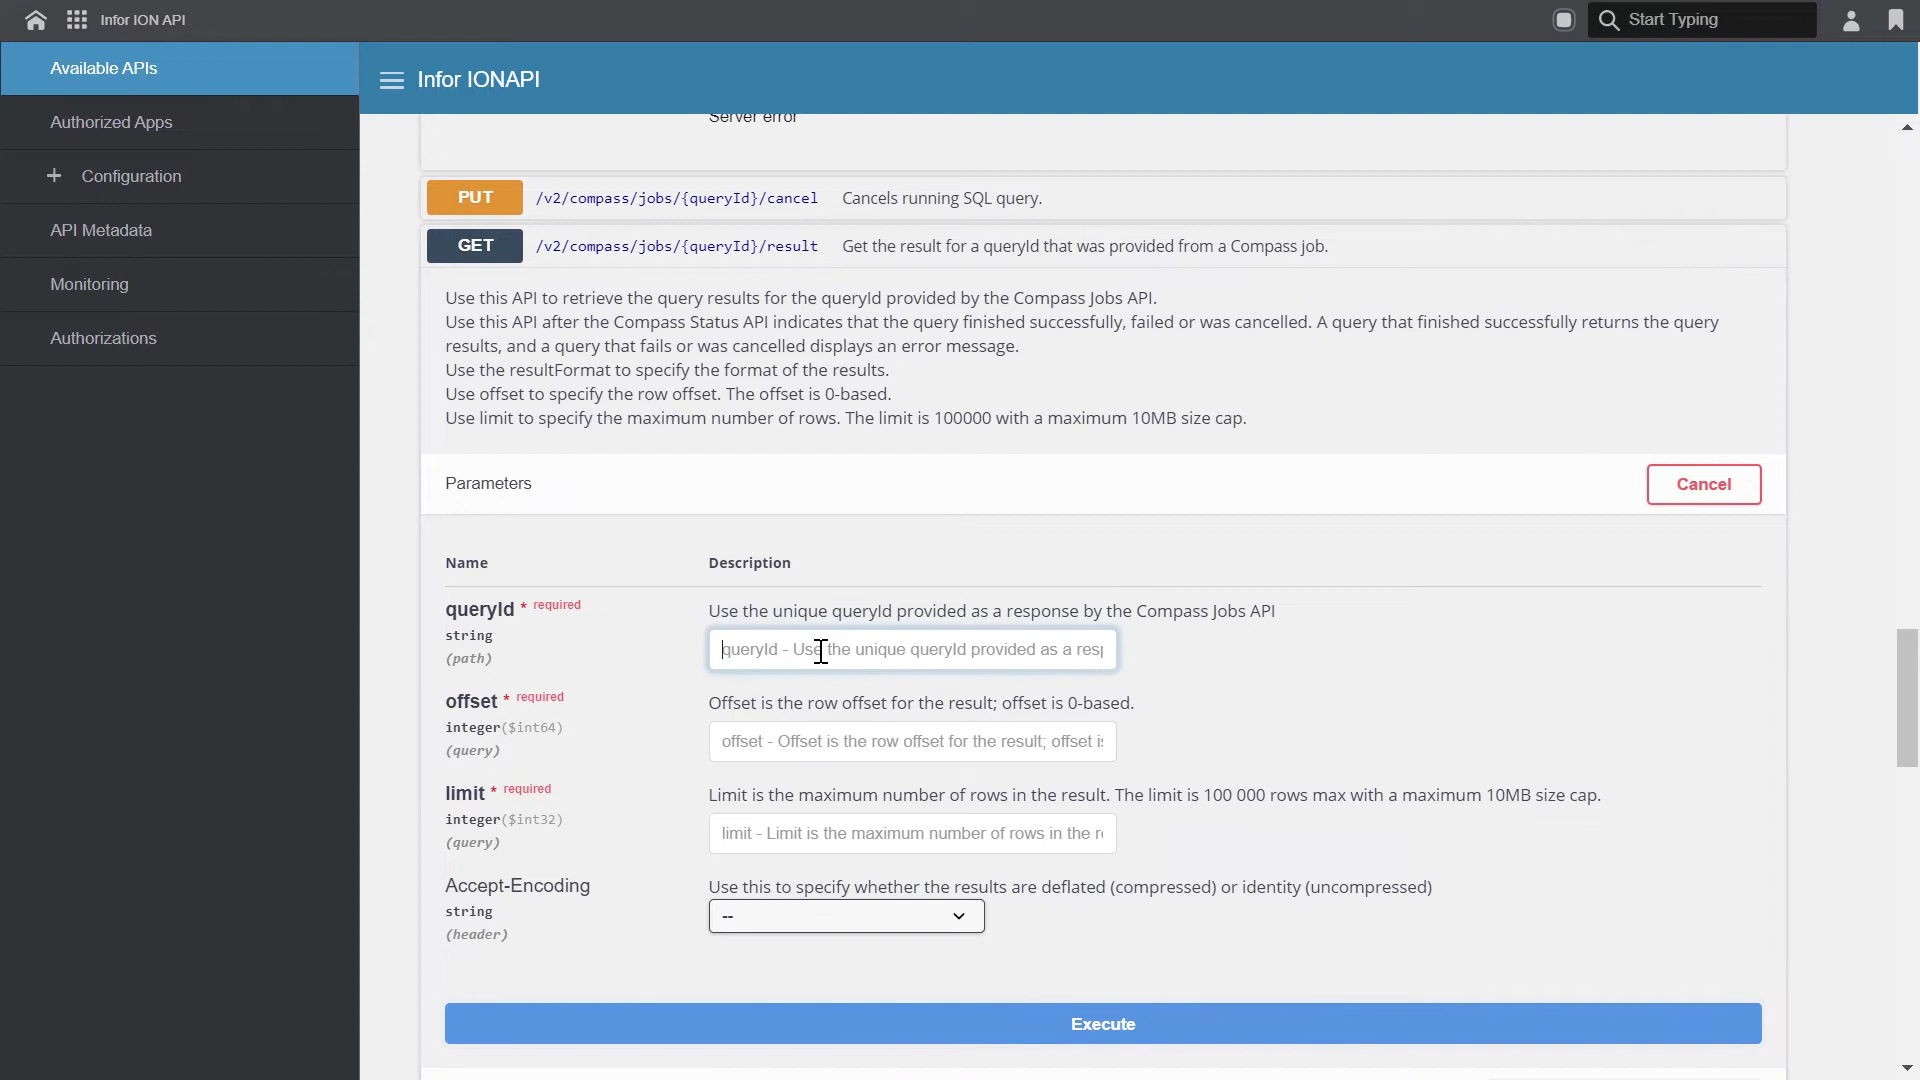 Infor ION API
Start Typing
Available APIs
Authorized Apps
+ Configuration
API Metadata
Monitoring
Authorizations
Infor IONAPI
Server error
PUT /v2/compass/jobs/{queryId}/cancel Cancels running SQL query.
GET /v2/compass/jobs/{queryId}/result Get the result for a queryId that was provided from a Compass job.
Use this API to retrieve the query results for the queryId provided by the Compass Jobs API.
Use this API after the Compass Status API indicates that the query finished successfully, failed or was cancelled. A query that finished successfully returns the query
results, and a query that fails or was cancelled displays an error message.
Use the resultFormat to specify the format of the results.
Use offset to specify the row offset. The offset is 0-based.
Use limit to specify the maximum number of rows. The limit is 100000 with a maximum 10MB size cap.
Parameters
Cancel
Name Description
queryId * required
string
(path)
Use the unique queryId provided as a response by the Compass Jobs API
queryId - Use the unique queryId provided as a resp
offset * required
integer($int64)
(query)
Offset is the row offset for the result; offset is 0-based.
offset - Offset is the row offset for the result; offset is
limit * required
integer($int32)
(query)
Limit is the maximum number of rows in the result. The limit is 100 000 rows max with a maximum 10MB size cap.
limit - Limit is the maximum number of rows in the re
Accept-Encoding
string
(header)
Use this to specify whether the results are deflated (compressed) or identity (uncompressed)
--
Execute